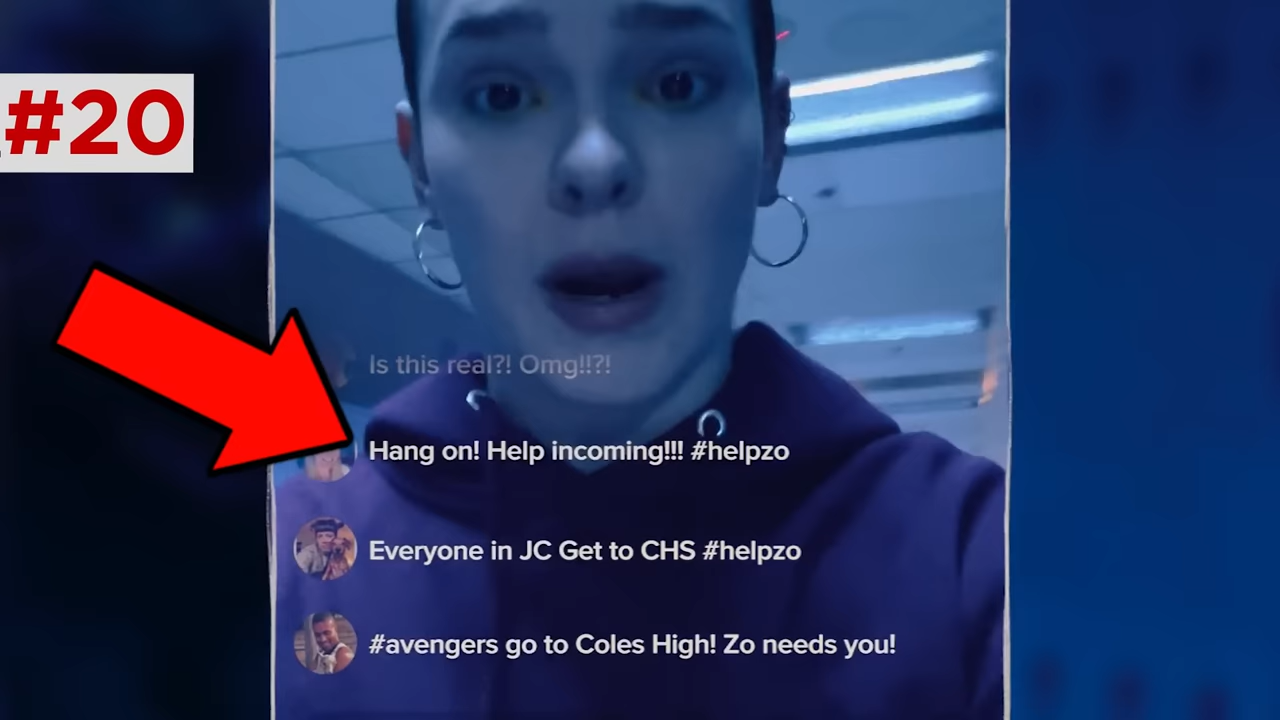 #20
Is this real?! Omg!!?!
Hang on! Help incoming!!! #helpzo
Everyone in JC Get to CHS #helpzo
#avengers go to Coles High! Zo needs you!